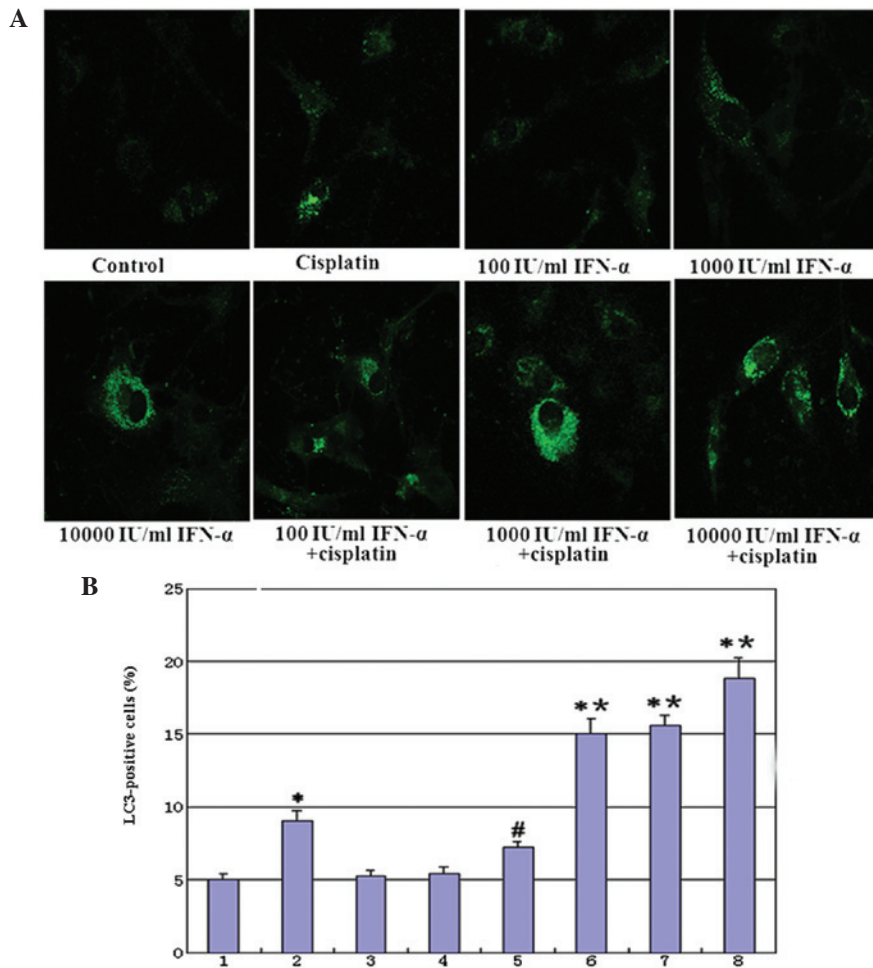 A
Control
Cisplatin
100 IU/ml IFN-α
1000 IU/ml IFN-α
10000 IU/ml IFN-α
100 IU/ml IFN-α
+cisplatin
1000 IU/ml IFN-α
+cisplatin
10000 IU/ml IFN-α
+cisplatin
B
LC3-positive cells (%)
25
20
15
10
5
0
*
#
**
**
**
1 2 3 4 5 6 7 8